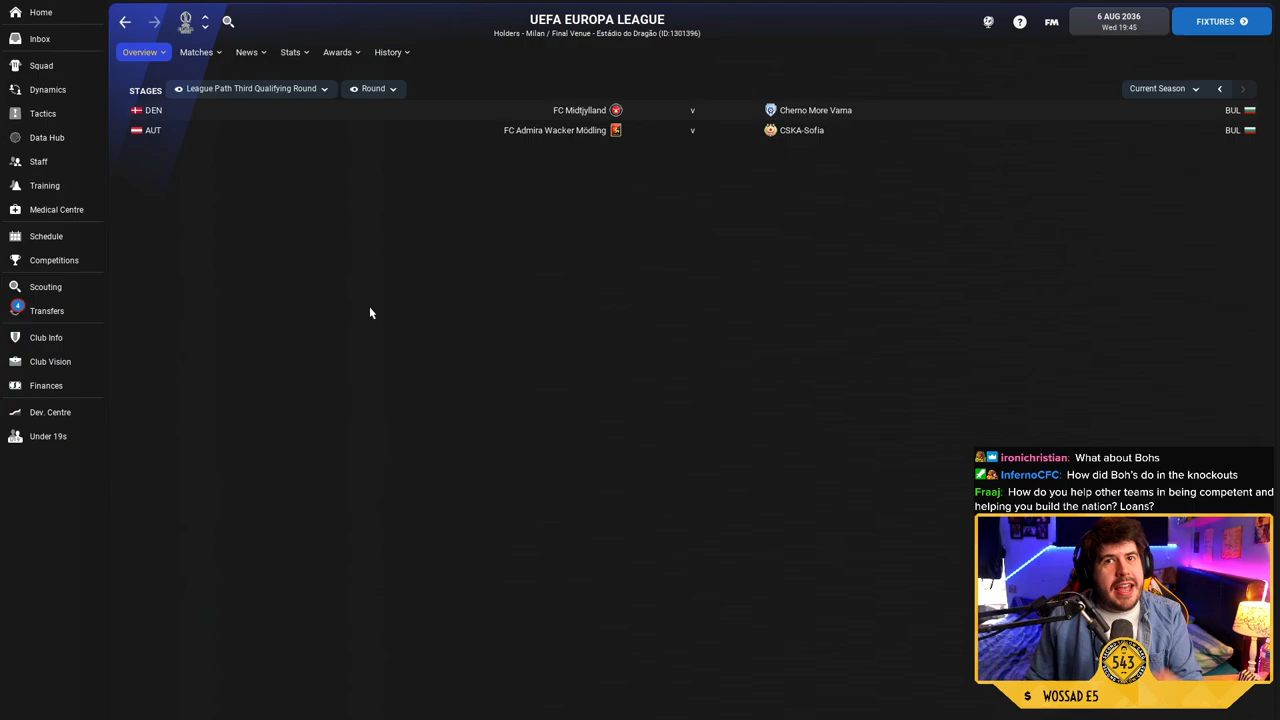 Home
Inbox
Squad
Dynamics
Tactics
Data Hub
Staff
Training
Medical Centre
Schedule
Competitions
Scouting
4
Transfers
Club Info
Club Vision
Finances
Dev. Centre
Under 19s
UEFA EUROPA LEAGUE
Holders - Milan / Final Venue - Estádio do Dragão (ID:1301396)
?
FM
6 AUG 2036
Wed 19:45
FIXTURES
Overview
Matches
News
Stats
Awards
History
STAGES
League Path Third Qualifying Round
Round
Current Season
DEN FC Midtjylland v Cherno More Varna BUL
AUT FC Admira Wacker Mödling v CSKA-Sofia BUL
ironichristian: What about Bohs
InfernoCFC: How did Boh's do in the knockouts
Fraaj: How do you help other teams in being competent and
helping you build the nation? Loans?
543
$ WOSSAD £5